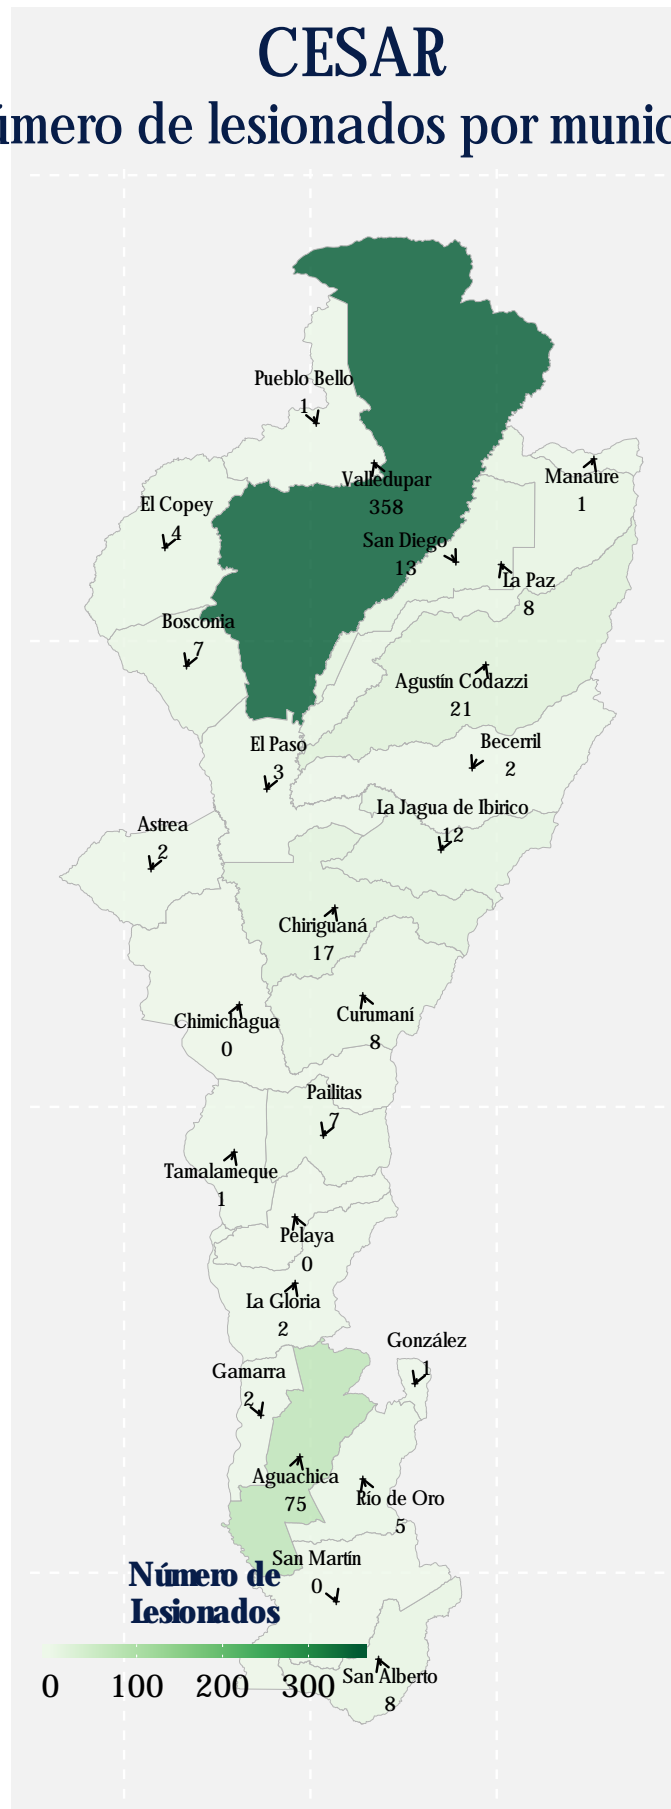 CESAR
úmero de lesionados por munic
Pueblo Bello
1
Valledupar
358
Manaure
1
El Copey
4
San Diego
13
La Paz
8
Bosconia
7
Agustín Codazzi
21
El Paso
3
Becerril
2
La Jagua de Ibirico
12
Astrea
2
Chiriguaná
17
Chimichagua
0
Curumaní
8
Pailitas
7
Tamalameque
1
Pelaya
0
La Gloria
2
González
1
Gamarra
2
Aguachica
75
Río de Oro
5
San Martín
0
Número de
Lesionados
0 100 200 300
San Alberto
8